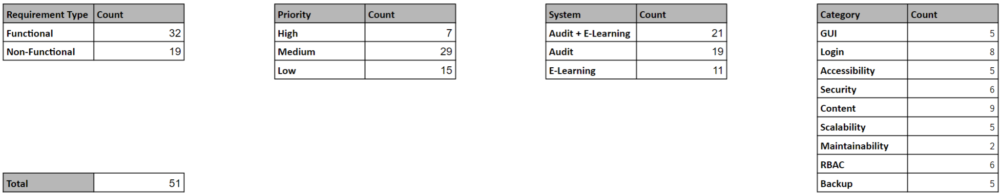 Requirement Type Count
Functional 32
Non-Functional 19
Total 51
Priority Count
High 7
Medium 29
Low 15
System Count
Audit + E-Learning 21
Audit 19
E-Learning 11
Category Count
GUI 5
Login 8
Accessibility 5
Security 6
Content 9
Scalability 5
Maintainability 2
RBAC 6
Backup 5